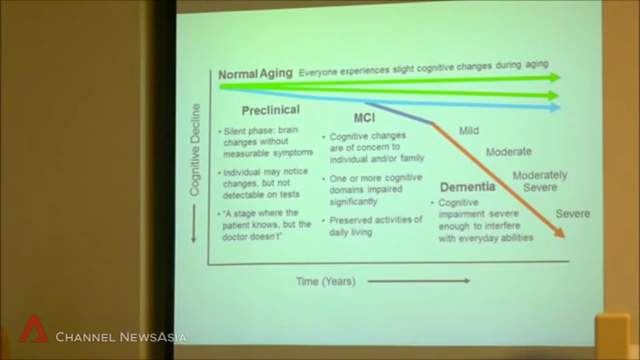 Normal Aging Everyone experiences slight cognitive changes during aging
Cognitive Decline
Preclinical
• Silent phase: brain
changes without
measurable symptoms
• Individual may notice
changes, but not
detectable on tests
• "A stage where the
patient knows, but the
doctor doesn't"
MCI
• Cognitive changes
are of concern to
individual and/or family
• One or more cognitive
domains impaired
significantly
• Preserved activities of
daily living
Mild
Moderate
Moderately
Severe
Severe
Dementia
• Cognitive
impairment severe
enough to interfere
with everyday abilities
Time (Years)
CHANNEL NEWSASIA